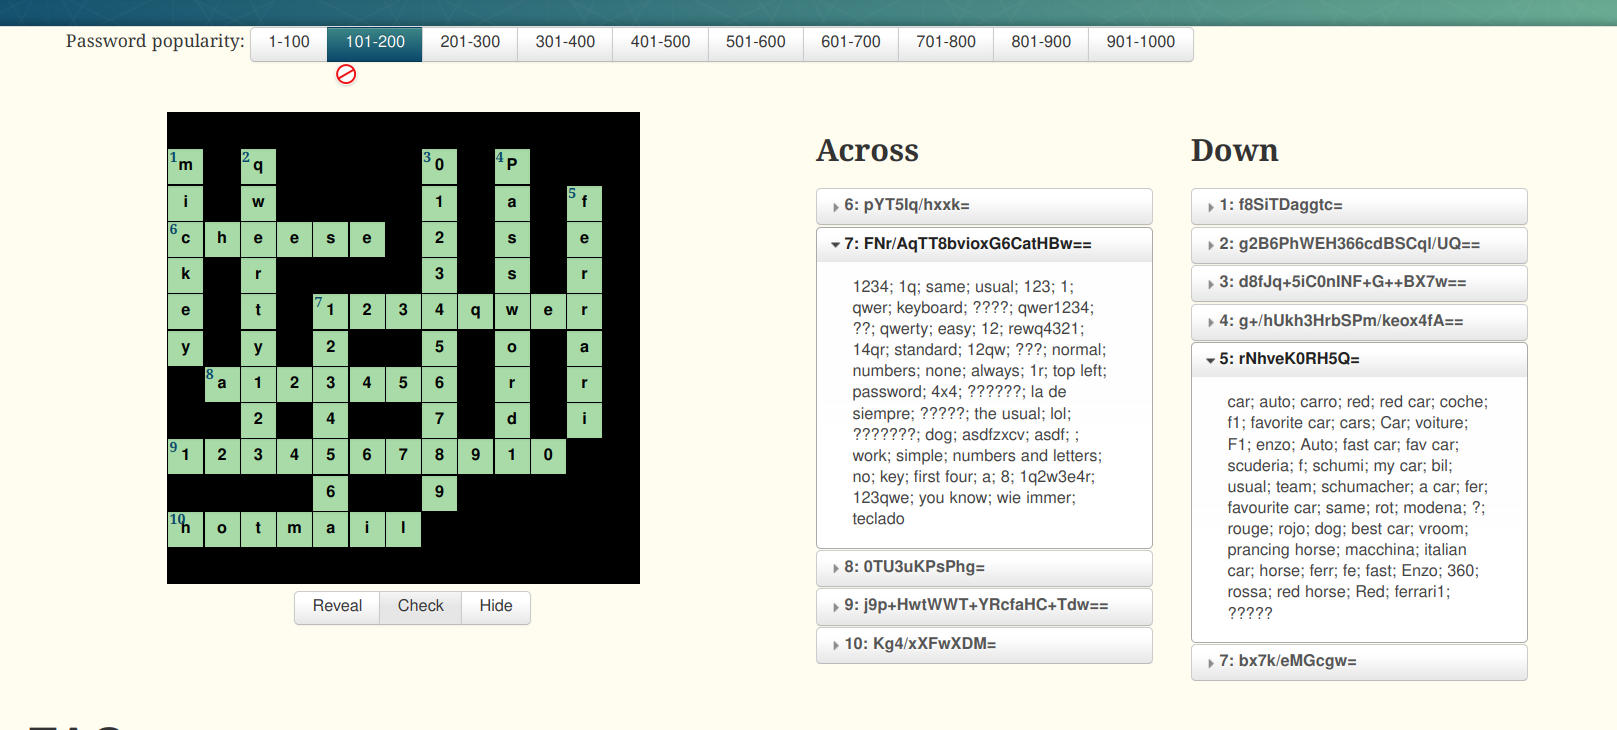 Password popularity: 1-100 101-200 201-300 301-400 401-500 501-600 601-700 701-800 801-900 901-1000
1 m 2 q 3 0 4 P
i w 1 a 5 f
6 c h e e s e 2 s e
k r 3 s r
e t 7 1 2 3 4 q w e r
y y 2 5 o a
8 a 1 2 3 4 5 6 r r
2 4 7 d i
9 1 2 3 4 5 6 7 8 9 1 0
6 9
10 h o t m a i l
Reveal Check Hide
Across
6: pYT5Iq/hxxk=
7: FNr/AqTT8bvioxG6CatHBw==
1234; 1q; same; usual; 123; 1;
qwer; keyboard; ????; qwer1234;
??; qwerty; easy; 12; rewq4321;
14qr; standard; 12qw; ???; normal;
numbers; none; always; 1r; top left;
password; 4x4; ??????; la de
siempre; ?????; the usual; lol;
???????; dog; asdfzxcv; asdf; ;
work; simple; numbers and letters;
no; key; first four; a; 8; 1q2w3e4r;
123qwe; you know; wie immer;
teclado
8: 0TU3uKPsPhg=
9: j9p+HwtWWT+YRcfaHC+Tdw==
10: Kg4/xXFwXDM=
Down
1: f8SiTDaggtc=
2: g2B6PhWEH366cdBSCql/UQ==
3: d8fJq+5iC0nINF+G++BX7w==
4: g+/hUkh3HrbSPm/keox4fA==
5: rNhveK0RH5Q=
car; auto; carro; red; red car; coche;
f1; favorite car; cars; Car; voiture;
F1; enzo; Auto; fast car; fav car;
scuderia; f; schumi; my car; bil;
usual; team; schumacher; a car; fer;
favourite car; same; rot; modena; ?;
rouge; rojo; dog; best car; vroom;
prancing horse; macchina; italian
car; horse; ferr; fe; fast; Enzo; 360;
rossa; red horse; Red; ferrari1;
?????
7: bx7k/eMGcgw=